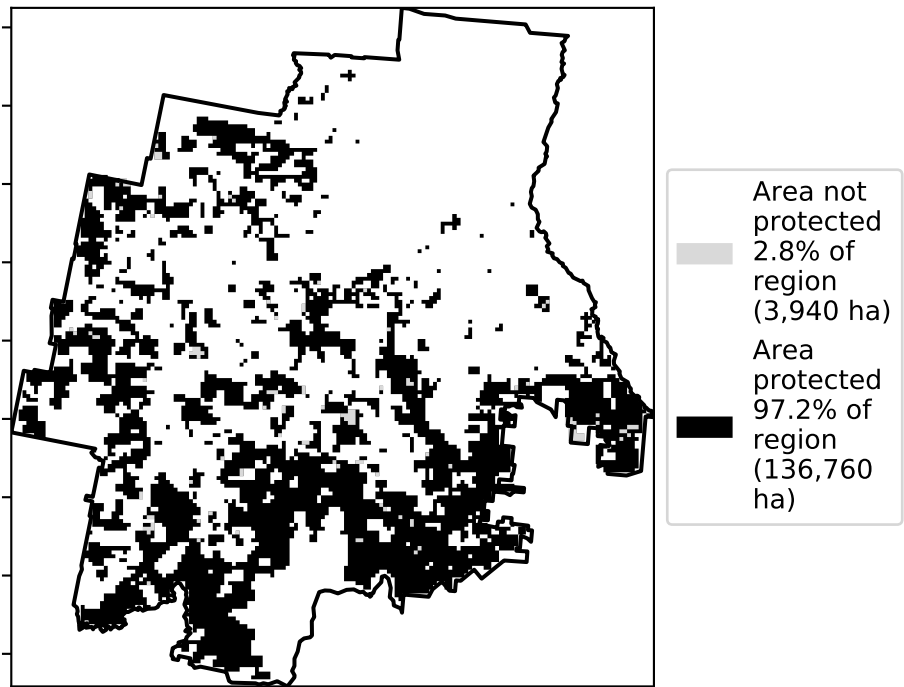 Area not
protected
2.8% of
region
(3,940 ha)
Area
protected
97.2% of
region
(136,760
ha)